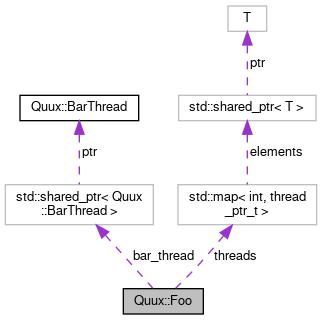 T
ptr
Quux::BarThread
std::shared_ptr< T >
ptr
elements
std::shared_ptr< Quux
::BarThread >
std::map< int, thread
_ptr_t >
bar_thread
threads
Quux::Foo